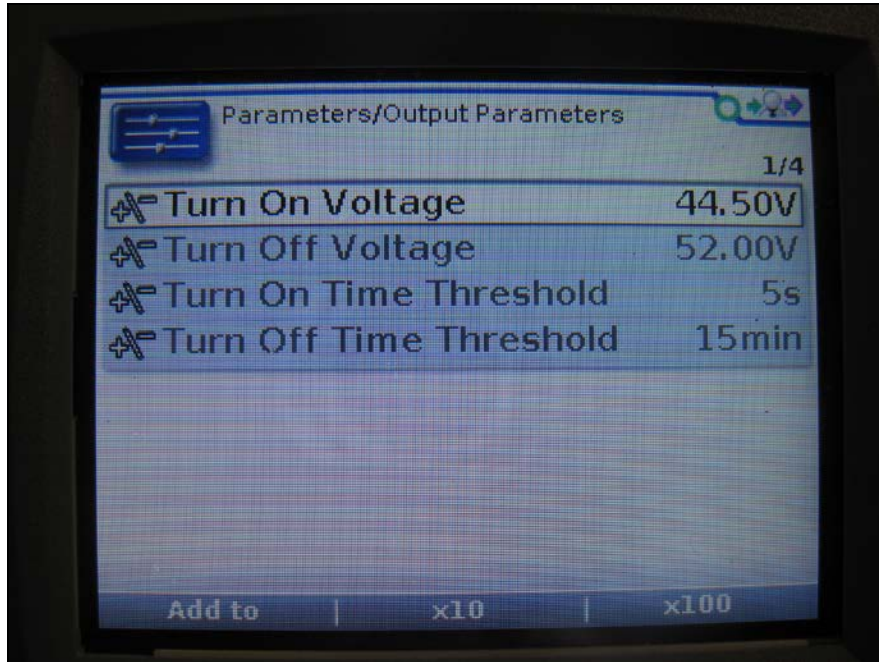 Parameters/Output Parameters
1/4
Turn On Voltage 44.50V
Turn Off Voltage 52.00V
Turn On Time Threshold 5s
Turn Off Time Threshold 15min
Add to | x10 | x100